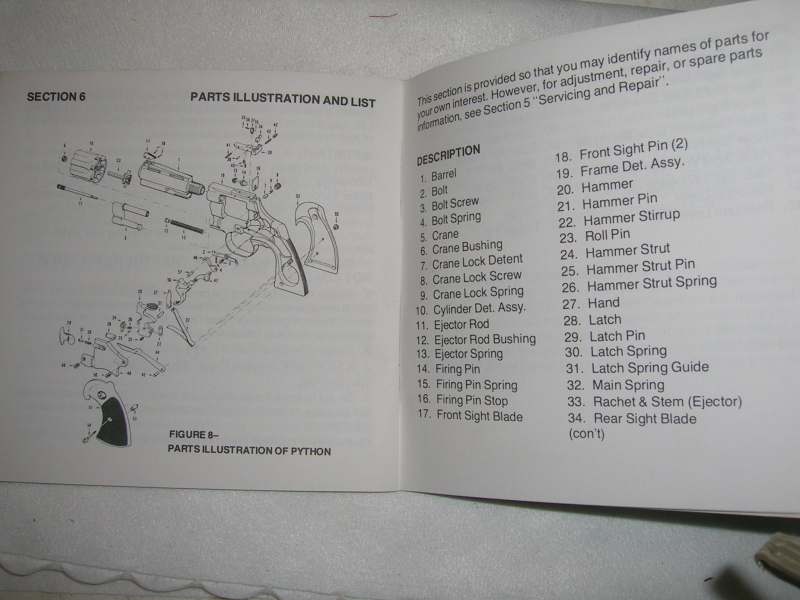 SECTION 6
PARTS ILLUSTRATION AND LIST
FIGURE 8–
PARTS ILLUSTRATION OF PYTHON
This section is provided so that you may identify names of parts for
your own interest. However, for adjustment, repair, or spare parts
information, see Section 5 "Servicing and Repair".
DESCRIPTION
1. Barrel
2. Bolt
3. Bolt Screw
4. Bolt Spring
5. Crane
6. Crane Bushing
7. Crane Lock Detent
8. Crane Lock Screw
9. Crane Lock Spring
10. Cylinder Det. Assy.
11. Ejector Rod
12. Ejector Rod Bushing
13. Ejector Spring
14. Firing Pin
15. Firing Pin Spring
16. Firing Pin Stop
17. Front Sight Blade
18. Front Sight Pin (2)
19. Frame Det. Assy.
20. Hammer
21. Hammer Pin
22. Hammer Stirrup
23. Roll Pin
24. Hammer Strut
25. Hammer Strut Pin
26. Hammer Strut Spring
27. Hand
28. Latch
29. Latch Pin
30. Latch Spring
31. Latch Spring Guide
32. Main Spring
33. Rachet & Stem (Ejector)
34. Rear Sight Blade
(con't)